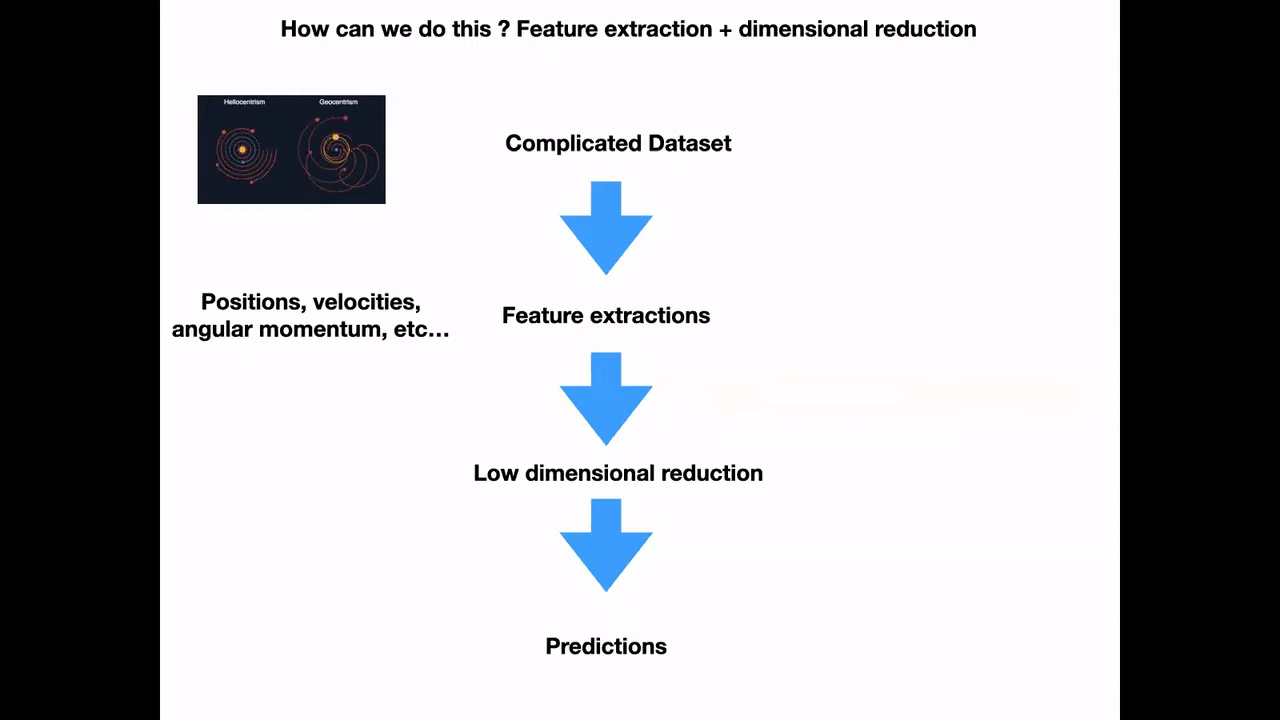 How can we do this ? Feature extraction + dimensional reduction
Heliocentrism
Geocentrism
Complicated Dataset
Positions, velocities,
angular momentum, etc...
Feature extractions
Low dimensional reduction
Predictions